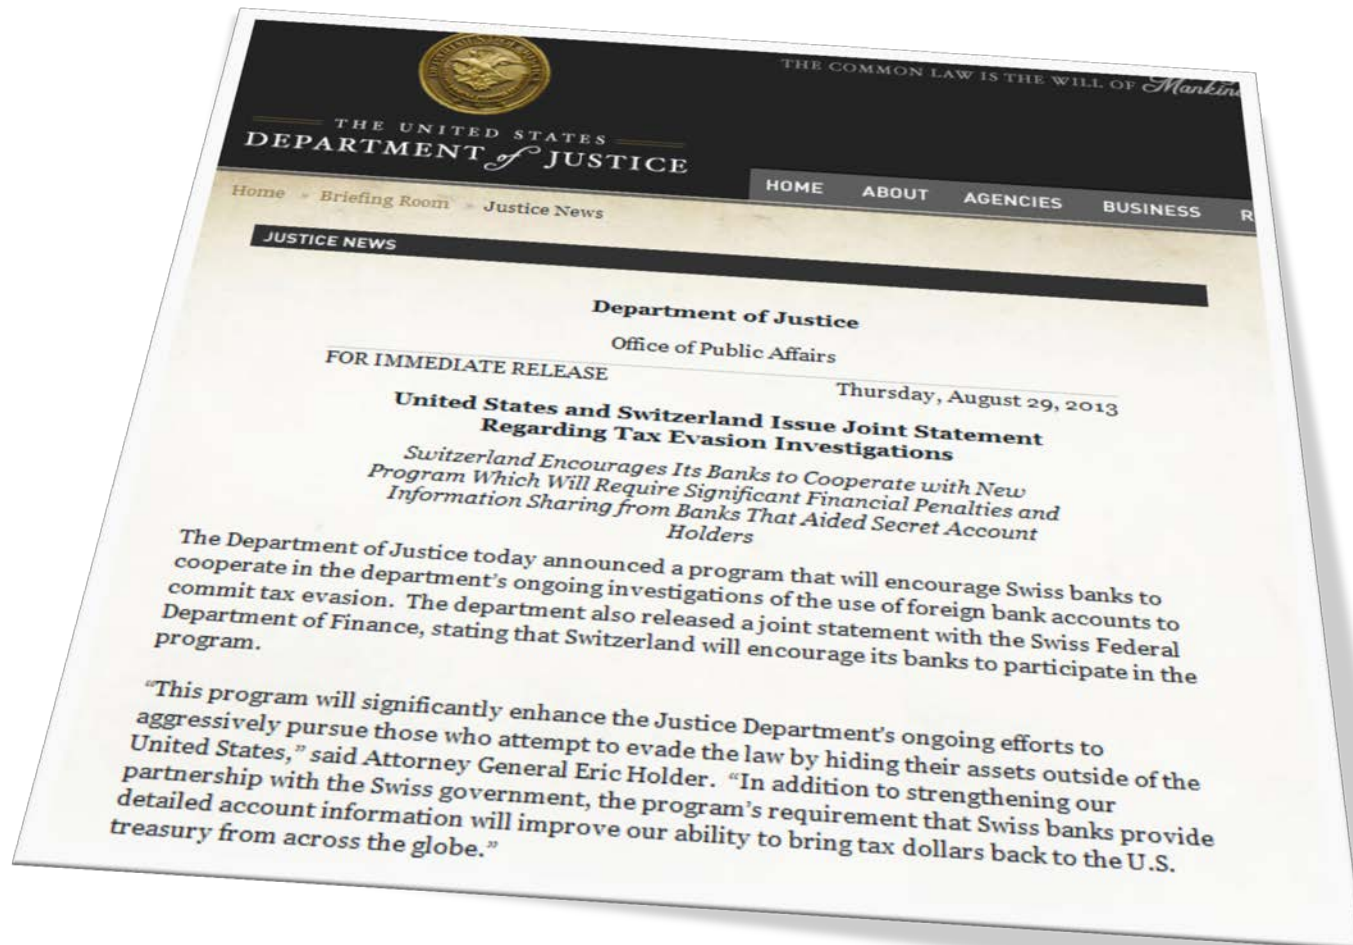 THE COMMON LAW IS THE WILL OF Mankin
THE UNITED STATES
DEPARTMENT of JUSTICE
HOME ABOUT AGENCIES BUSINESS R
Home » Briefing Room » Justice News
JUSTICE NEWS
Department of Justice
Office of Public Affairs
FOR IMMEDIATE RELEASE
Thursday, August 29, 2013
United States and Switzerland Issue Joint Statement
Regarding Tax Evasion Investigations
Switzerland Encourages Its Banks to Cooperate with New
Program Which Will Require Significant Financial Penalties and
Information Sharing from Banks That Aided Secret Account
Holders
The Department of Justice today announced a program that will encourage Swiss banks to
cooperate in the department's ongoing investigations of the use of foreign bank accounts to
commit tax evasion. The department also released a joint statement with the Swiss Federal
Department of Finance, stating that Switzerland will encourage its banks to participate in the
program.
“This program will significantly enhance the Justice Department's ongoing efforts to
aggressively pursue those who attempt to evade the law by hiding their assets outside of the
United States,” said Attorney General Eric Holder. “In addition to strengthening our
partnership with the Swiss government, the program's requirement that Swiss banks provide
detailed account information will improve our ability to bring tax dollars back to the U.S.
treasury from across the globe.”